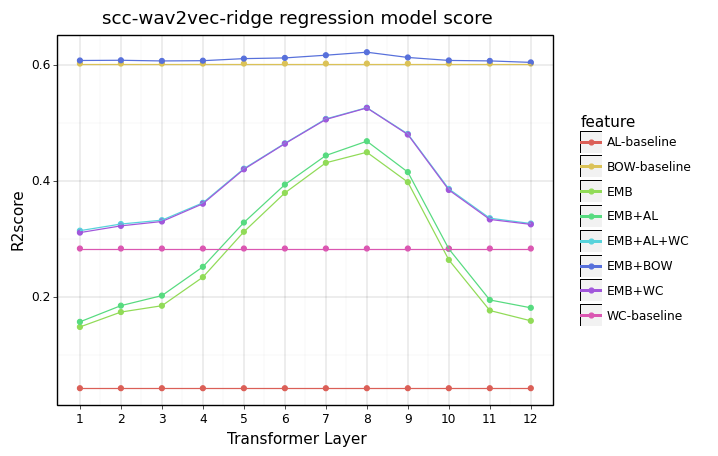 scc-wav2vec-ridge regression model score
R2score
0.6
0.4
0.2
1 2 3 4 5 6 7 8 9 10 11 12
Transformer Layer
feature
AL-baseline
BOW-baseline
EMB
EMB+AL
EMB+AL+WC
EMB+BOW
EMB+WC
WC-baseline